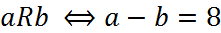 aRb ⇔ a − b = 8